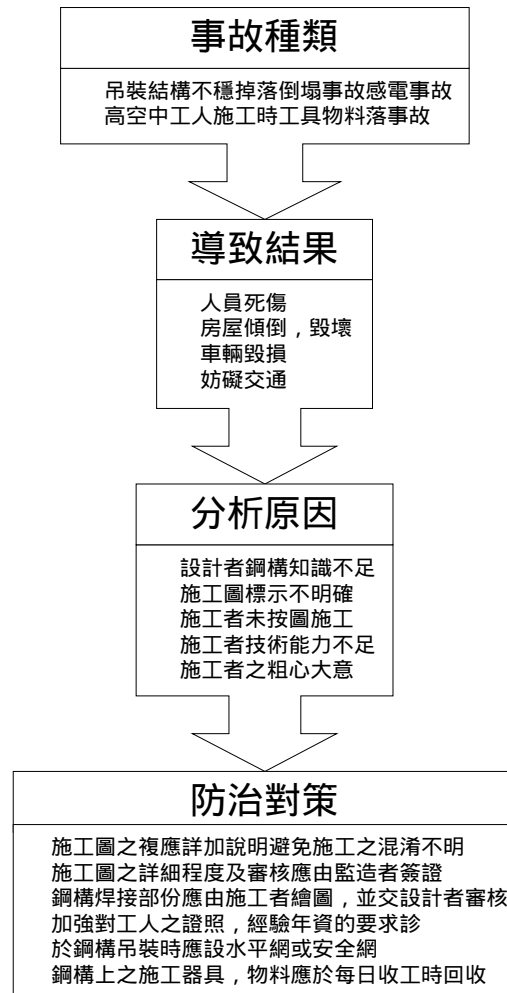 事故種類
吊裝結構不穩掉落倒塌事故感電事故
高空中工人施工時工具物料落事故
導致結果
人員死傷
房屋傾倒，毀壞
車輛毀損
妨礙交通
分析原因
設計者鋼構知識不足
施工圖標示不明確
施工者未按圖施工
施工者技術能力不足
施工者之粗心大意
防治對策
施工圖之複應詳加說明避免施工之混淆不明
施工圖之詳細程度及審核應由監造者簽證
鋼構焊接部份應由施工者繪圖，並交設計者審核
加強對工人之證照，經驗年資的要求診
於鋼構吊裝時應設水平網或安全網
鋼構上之施工器具，物料應於每日收工時回收